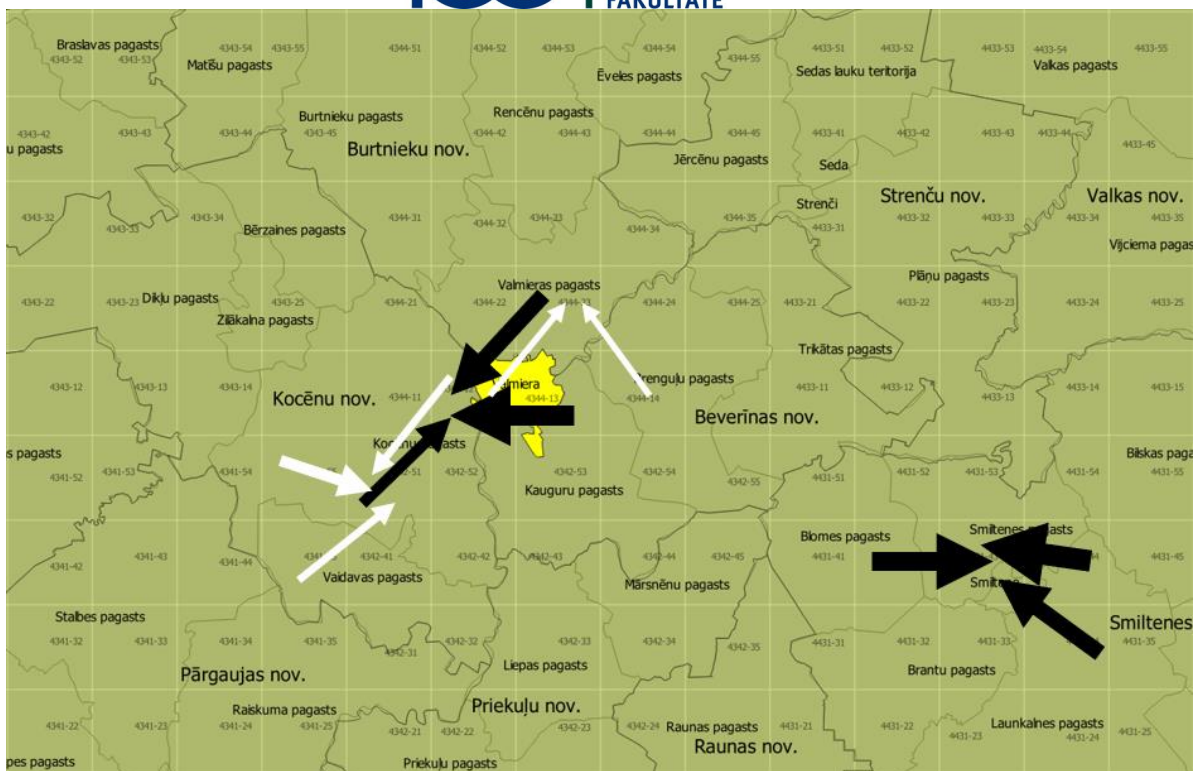 FAKULTĀTE
Braslavas pagasts
4343-52
4343-53
4343-54
4343-55
4344-51
4344-52
4344-53
4344-54
4344-55
4433-51
4433-52
4433-53
4433-54
4433-55
Matīšu pagasts
Ēveles pagasts
Sedas lauku teritorija
Valkas pagasts
Burtnieku pagasts
Rencēnu pagasts
4343-42
4343-43
4343-44
4343-45
4344-42
4344-43
4344-44
4344-45
4433-41
4433-42
4433-43
4433-44
4433-45
u pagasts
Burtnieku nov.
Jērcēnu pagasts
Seda
Strenču nov.
Valkas nov.
Strenči
4343-32
4343-33
4343-34
4344-31
4344-32
4344-33
4344-34
4344-35
4433-31
4433-32
4433-33
4433-34
4433-35
Bērzaines pagasts
Vijciema pagas
Plāņu pagasts
Valmieras pagasts
4343-22
4343-23
Dikļu pagasts
4343-25
4344-21
4344-22
4344-23
4344-24
4344-25
4433-21
4433-22
4433-23
4433-24
4433-25
Zilākalna pagasts
Trikātas pagasts
4343-12
4343-13
4343-14
4344-11
4344-13
4344-14
4433-11
4433-12
4433-13
4433-14
4433-15
Kocēnu nov.
Beverīnas nov.
s pagasts
Bilskas paga
4341-52
4341-53
4341-54
4342-52
4342-53
4342-54
4342-55
4431-51
4431-52
4431-53
4431-54
4431-55
Kauguru pagasts
Blomes pagasts
4341-42
4341-43
4341-44
4342-41
4342-42
4342-43
4342-44
4342-45
4431-41
4431-45
Vaidavas pagasts
Mārsnēnu pagasts
Stalbes pagasts
Smiltenes
4341-32
4341-33
4341-34
4341-35
4342-31
4342-32
4342-33
4342-34
4342-35
4431-31
4431-32
4431-33
4431-35
Pārgaujas nov.
Liepas pagasts
Brantu pagasts
Raiskuma pagasts
Priekuļu nov.
4341-22
4341-23
4341-24
4341-25
4342-21
4342-22
4342-23
4342-24
Raunas pagasts
4431-21
4431-22
4431-23
Launkalnes pagasts
4431-24
4431-25
Raunas nov.
pes pagasts
Priekuļu pagasts